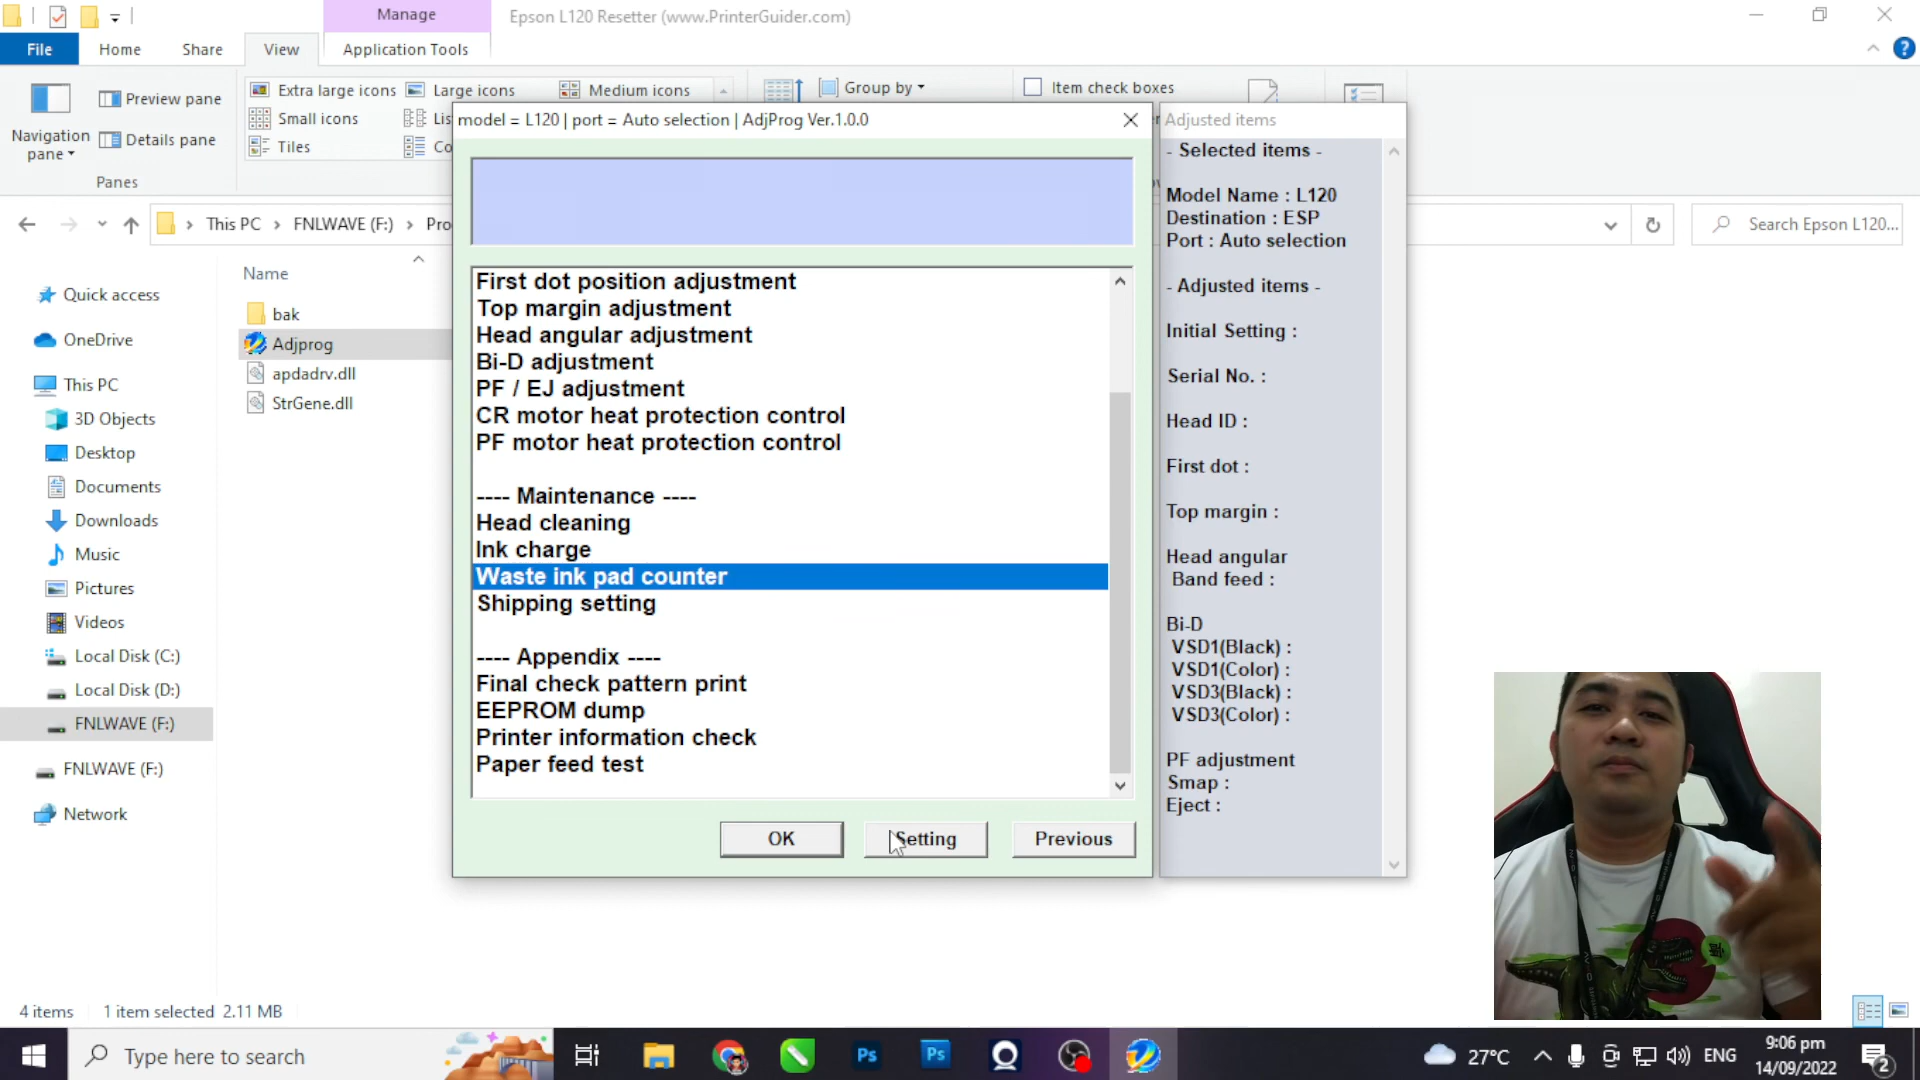 Manage
Epson L120 Resetter (www.PrinterGuider.com)
File
Home
Share
View
Application Tools
Navigation pane
Preview pane
Details pane
Panes
Extra large icons
Large icons
Medium icons
Small icons
Lis
Tiles
Co
Group by
Item check boxes
This PC
FNLWAVE (F:)
Pro
Search Epson L120...
Name
Quick access
OneDrive
This PC
3D Objects
Desktop
Documents
Downloads
Music
Pictures
Videos
Local Disk (C:)
Local Disk (D:)
FNLWAVE (F:)
FNLWAVE (F:)
Network
bak
Adjprog
apdadrv.dll
StrGene.dll
model = L120 | port = Auto selection | AdjProg Ver.1.0.0
First dot position adjustment
Top margin adjustment
Head angular adjustment
Bi-D adjustment
PF / EJ adjustment
CR motor heat protection control
PF motor heat protection control
---- Maintenance ----
Head cleaning
Ink charge
Waste ink pad counter
Shipping setting
---- Appendix ----
Final check pattern print
EEPROM dump
Printer information check
Paper feed test
OK
Setting
Previous
Adjusted items
- Selected items -
Model Name : L120
Destination : ESP
Port : Auto selection
- Adjusted items -
Initial Setting :
Serial No. :
Head ID :
First dot :
Top margin :
Head angular
Band feed :
Bi-D
VSD1(Black) :
VSD1(Color) :
VSD3(Black) :
VSD3(Color) :
PF adjustment
Smap :
Eject :
4 items
1 item selected 2.11 MB
Type here to search
Ps
Ps
27°C
ENG
9:06 pm
14/09/2022
2